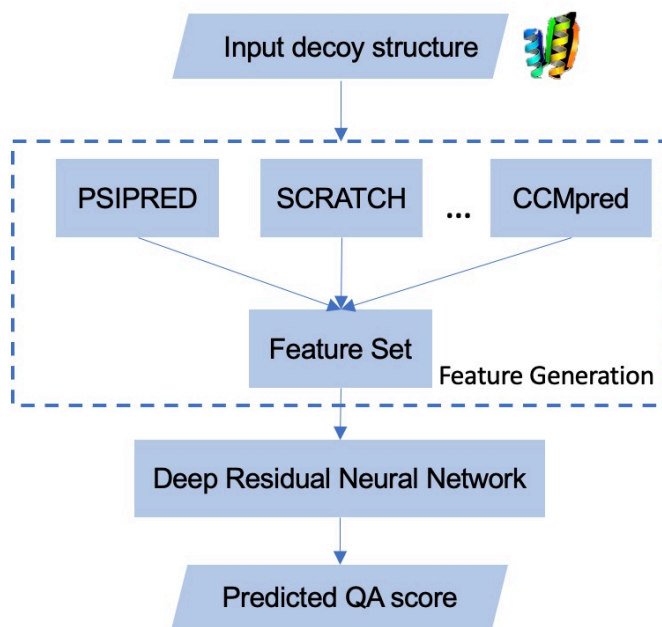 Input decoy structure
PSIPRED
SCRATCH
...
CCMpred
Feature Set
Feature Generation
Deep Residual Neural Network
Predicted QA score